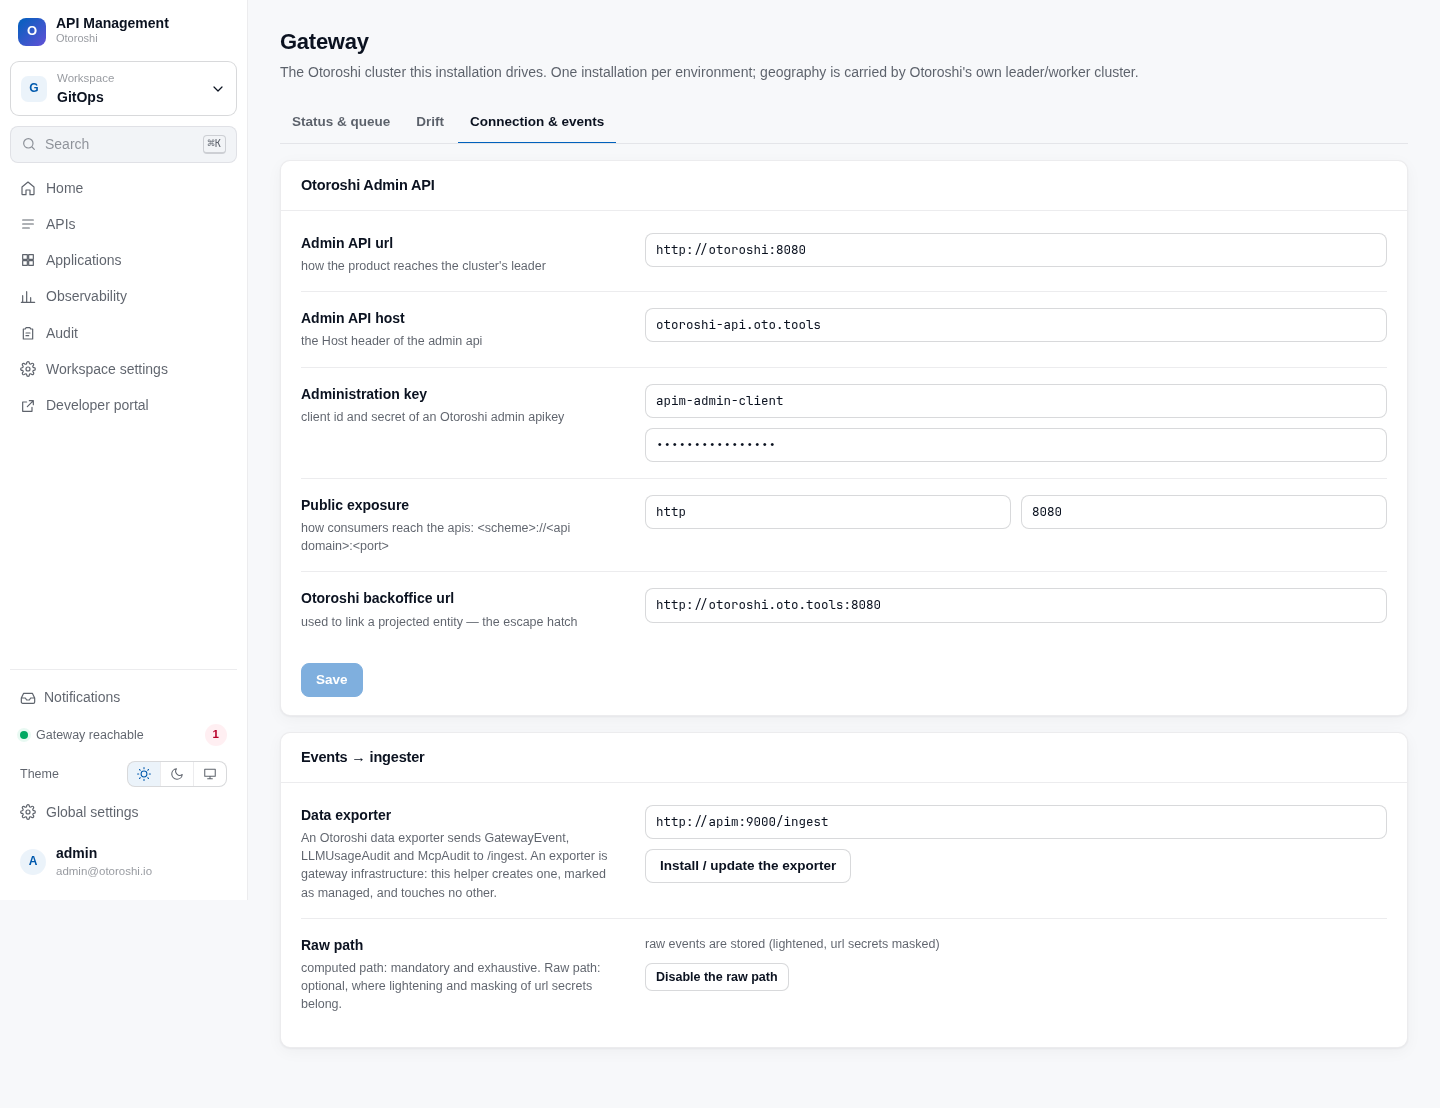 O
API Management
Otoroshi
G
Workspace
GitOps
Search
⌘K
Home
APIs
Applications
Observability
Audit
Workspace settings
Developer portal
Notifications
Gateway reachable
1
Theme
Global settings
A
admin
admin@otoroshi.io
Gateway
The Otoroshi cluster this installation drives. One installation per environment; geography is carried by Otoroshi's own leader/worker cluster.
Status & queue
Drift
Connection & events
Otoroshi Admin API
Admin API url
how the product reaches the cluster's leader
http://otoroshi:8080
Admin API host
the Host header of the admin api
otoroshi-api.oto.tools
Administration key
client id and secret of an Otoroshi admin apikey
apim-admin-client
••••••••••••••••
Public exposure
how consumers reach the apis: <scheme>://<api
domain>:<port>
http
8080
Otoroshi backoffice url
used to link a projected entity — the escape hatch
http://otoroshi.oto.tools:8080
Save
Events → ingester
Data exporter
An Otoroshi data exporter sends GatewayEvent,
LLMUsageAudit and McpAudit to /ingest. An exporter is
gateway infrastructure: this helper creates one, marked
as managed, and touches no other.
http://apim:9000/ingest
Install / update the exporter
Raw path
computed path: mandatory and exhaustive. Raw path:
optional, where lightening and masking of url secrets
belong.
raw events are stored (lightened, url secrets masked)
Disable the raw path